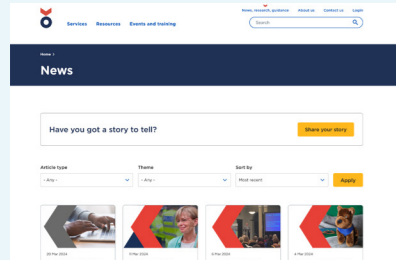 News, research, guidance About us Contact us Login
Services Resources Events and training
Search
Home >
News
Have you got a story to tell?
Share your story
Article type Theme Sort by
- Any - - Any - Most recent Apply
20 Mar 2024 11 Mar 2024 6 Mar 2024 4 Mar 2024